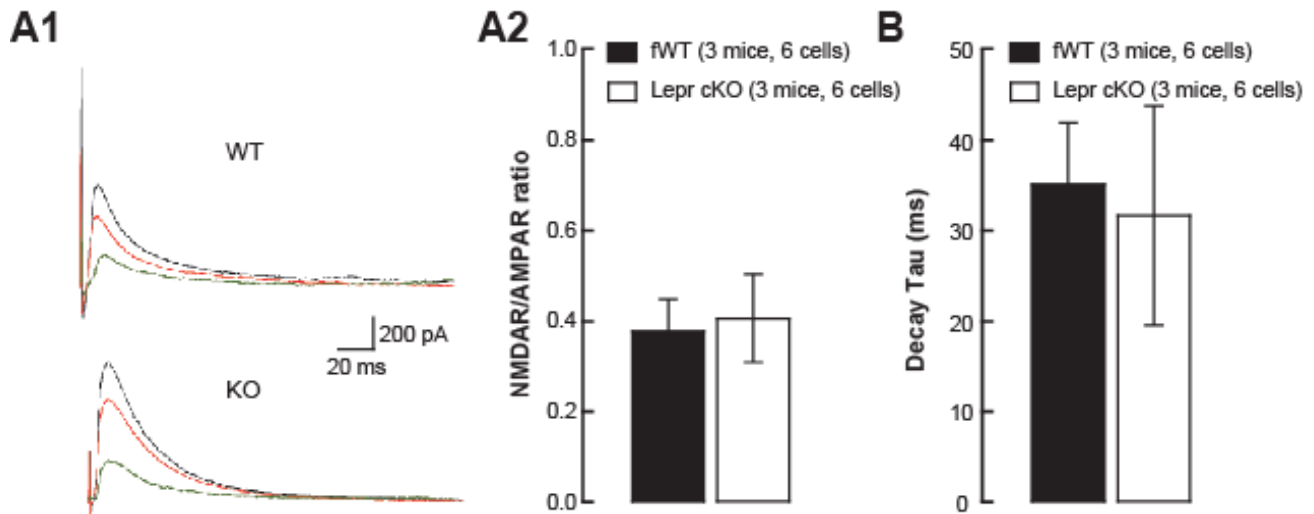 A1
WT
200 pA
20 ms
KO
A2
NMDAR/AMPAR ratio
1.0
0.8
0.6
0.4
0.2
0.0
fWT (3 mice, 6 cells)
Lepr cKO (3 mice, 6 cells)
B
Decay Tau (ms)
50
40
30
20
10
0
fWT (3 mice, 6 cells)
Lepr cKO (3 mice, 6 cells)